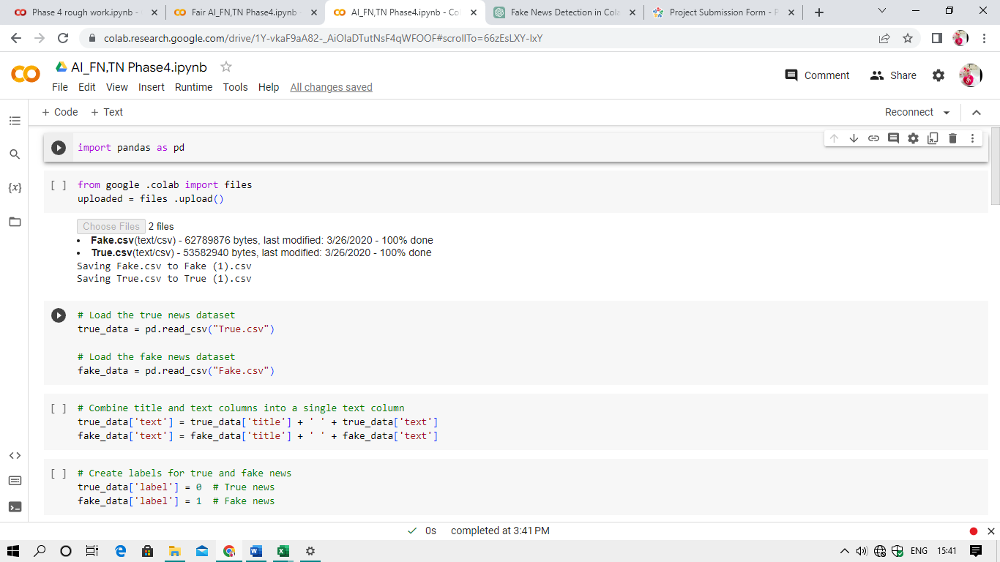 Phase 4 rough work.ipynb -
Fair AI_FN,TN Phase4.ipynb -
AI_FN,TN Phase4.ipynb - Co
Fake News Detection in Cola
Project Submission Form - P
colab.research.google.com/drive/1Y-vkaF9aA82-_AiOlaDTutNsF4qWFOOF#scrollTo=66zEsLXY-IxY
AI_FN,TN Phase4.ipynb
Comment
Share
File Edit View Insert Runtime Tools Help All changes saved
+ Code + Text
Reconnect
import pandas as pd
[ ] from google .colab import files
{x}
uploaded = files .upload()
Choose Files 2 files
• Fake.csv(text/csv) - 62789876 bytes, last modified: 3/26/2020 - 100% done
• True.csv(text/csv) - 53582940 bytes, last modified: 3/26/2020 - 100% done
Saving Fake.csv to Fake (1).csv
Saving True.csv to True (1).csv
# Load the true news dataset
true_data = pd.read_csv("True.csv")
# Load the fake news dataset
fake_data = pd.read_csv("Fake.csv")
[ ] # Combine title and text columns into a single text column
true_data['text'] = true_data['title'] + ' ' + true_data['text']
fake_data['text'] = fake_data['title'] + ' ' + fake_data['text']
[ ] # Create labels for true and fake news
true_data['label'] = 0 # True news
fake_data['label'] = 1 # Fake news
0s completed at 3:41 PM
ENG 15:41